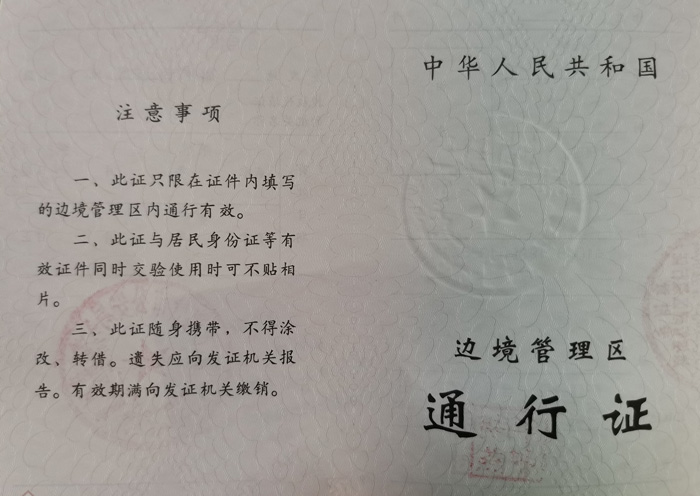 注意事项
一、此证只限在证件内填写
的边境管理区内通行有效。
二、此证与居民身份证等有
效证件同时交验使用时可不贴相
片。
三、此证随身携带，不得涂
改、转借。遗失应向发证机关报
告。有效期满向发证机关缴销。
中华人民共和国
边境管理区
通行证